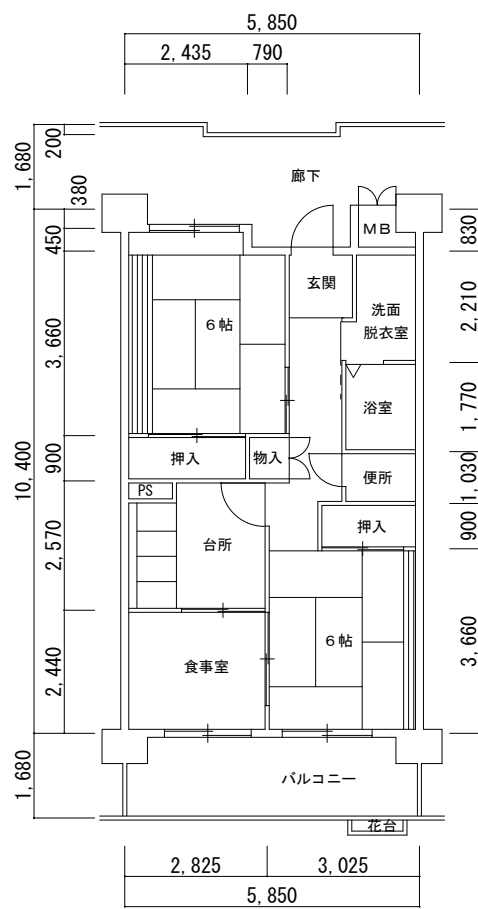 5,850
2,435
790
200
1,680
380
廊下
MB
830
450
玄関
2,210
洗面
脱衣室
6帖
3,660
浴室
1,770
10,400
900
押入
物入
便所
1,030
PS
押入
900
台所
2,570
6帖
3,660
食事室
2,440
バルコニー
1,680
花台
2,825
3,025
5,850